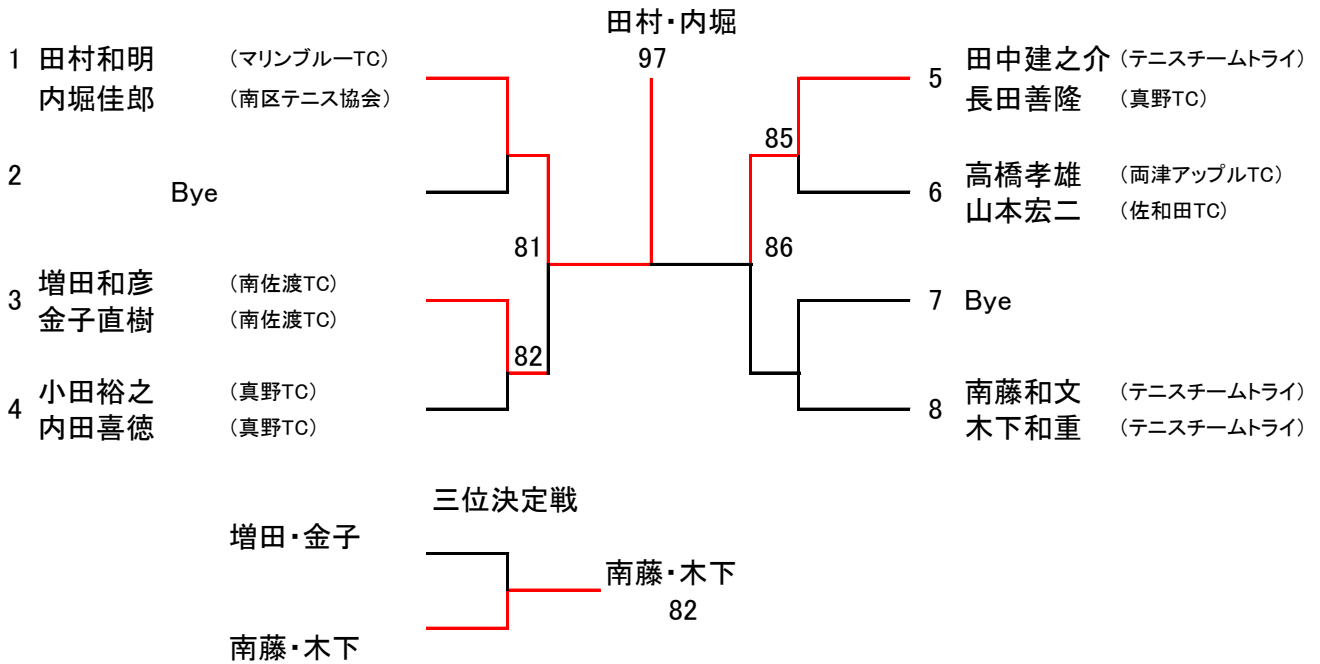 田村・内堀
97
1 田村和明 (マリンブルーTC)
内堀佳郎 (南区テニス協会)
2 Bye
81
3 増田和彦 (南佐渡TC)
金子直樹 (南佐渡TC)
82
4 小田裕之 (真野TC)
内田喜徳 (真野TC)
5 田中建之介 (テニスチームトライ)
長田善隆 (真野TC)
85
6 高橋孝雄 (両津アップルTC)
山本宏二 (佐和田TC)
86
7 Bye
8 南藤和文 (テニスチームトライ)
木下和重 (テニスチームトライ)
三位決定戦
増田・金子
南藤・木下
82
南藤・木下